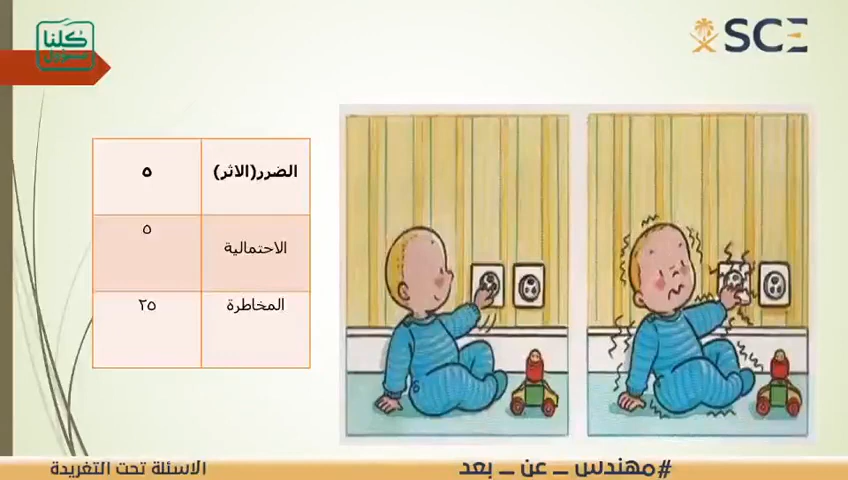 كلنا
مسؤول
SCE
الضرر(الاثر) ٥
الاحتمالية ٥
المخاطرة ٢٥
#مهندس _ عن _ بعد
الاسئلة تحت التغريدة